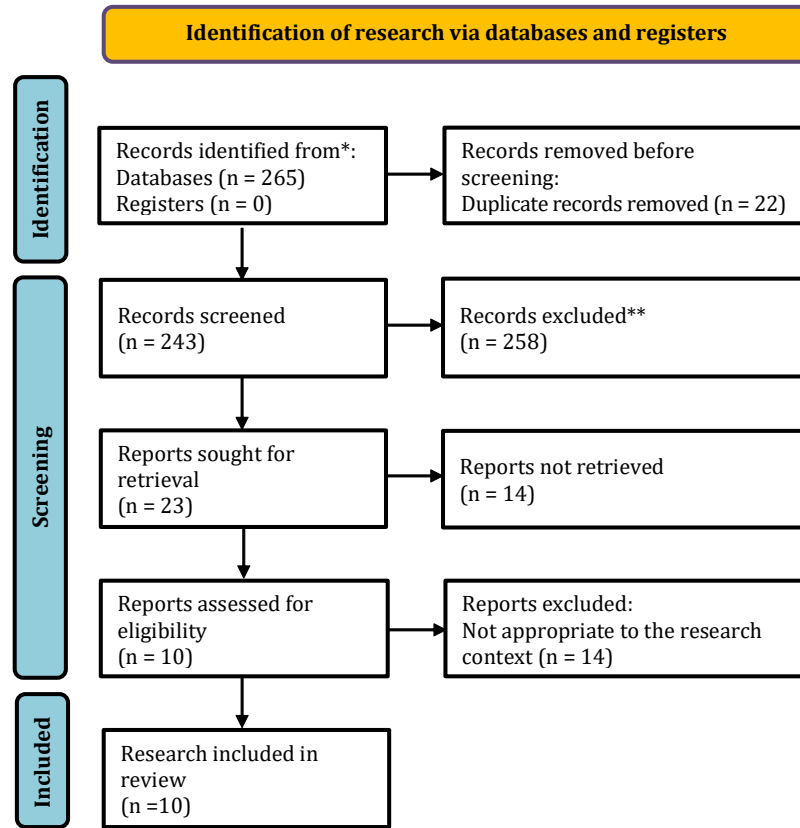 Identification of research via databases and registers
Identification
Records identified from*:
Databases (n = 265)
Registers (n = 0)
Records removed before
screening:
Duplicate records removed (n = 22)
Screening
Records screened
(n = 243)
Records excluded**
(n = 258)
Reports sought for
retrieval
(n = 23)
Reports not retrieved
(n = 14)
Reports assessed for
eligibility
(n = 10)
Reports excluded:
Not appropriate to the research
context (n = 14)
Included
Research included in
review
(n =10)